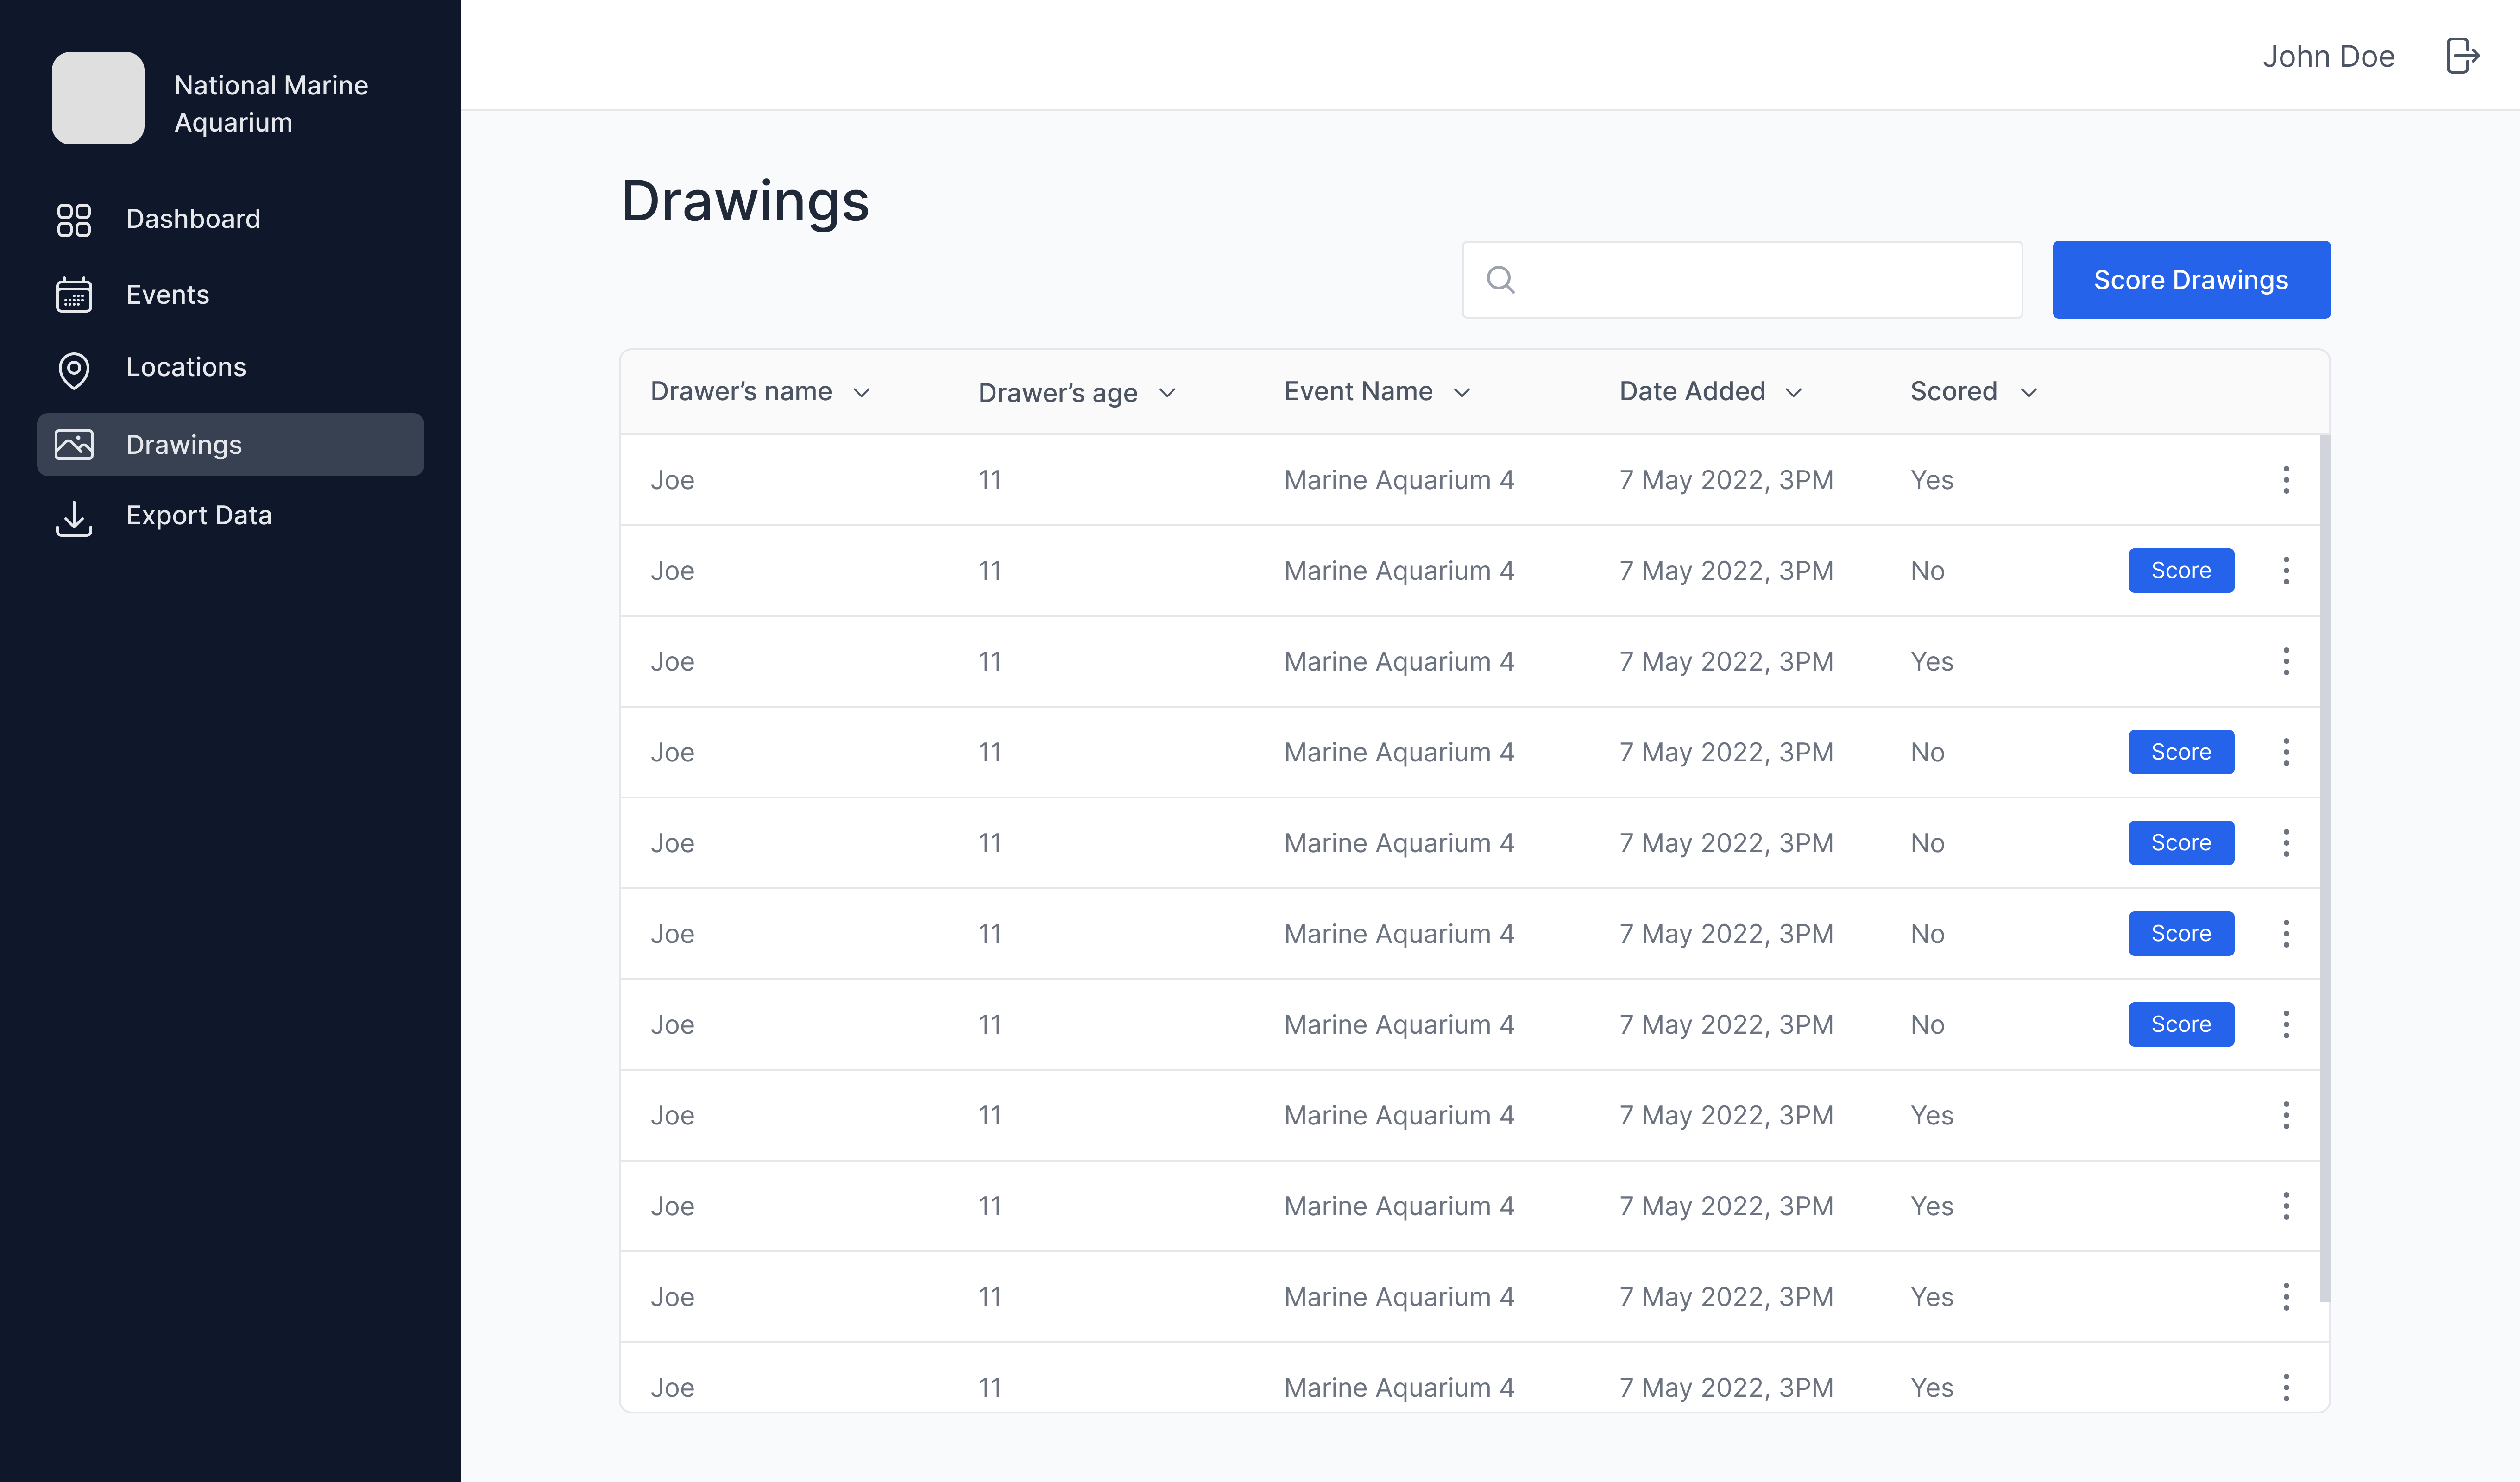 National Marine
Aquarium
Dashboard
Events
Locations
Drawings
Export Data
John Doe
Drawings
Score Drawings
Drawer’s name Drawer’s age Event Name Date Added Scored
Joe 11 Marine Aquarium 4 7 May 2022, 3PM Yes
Joe 11 Marine Aquarium 4 7 May 2022, 3PM No Score
Joe 11 Marine Aquarium 4 7 May 2022, 3PM Yes
Joe 11 Marine Aquarium 4 7 May 2022, 3PM No Score
Joe 11 Marine Aquarium 4 7 May 2022, 3PM No Score
Joe 11 Marine Aquarium 4 7 May 2022, 3PM No Score
Joe 11 Marine Aquarium 4 7 May 2022, 3PM No Score
Joe 11 Marine Aquarium 4 7 May 2022, 3PM Yes
Joe 11 Marine Aquarium 4 7 May 2022, 3PM Yes
Joe 11 Marine Aquarium 4 7 May 2022, 3PM Yes
Joe 11 Marine Aquarium 4 7 May 2022, 3PM Yes